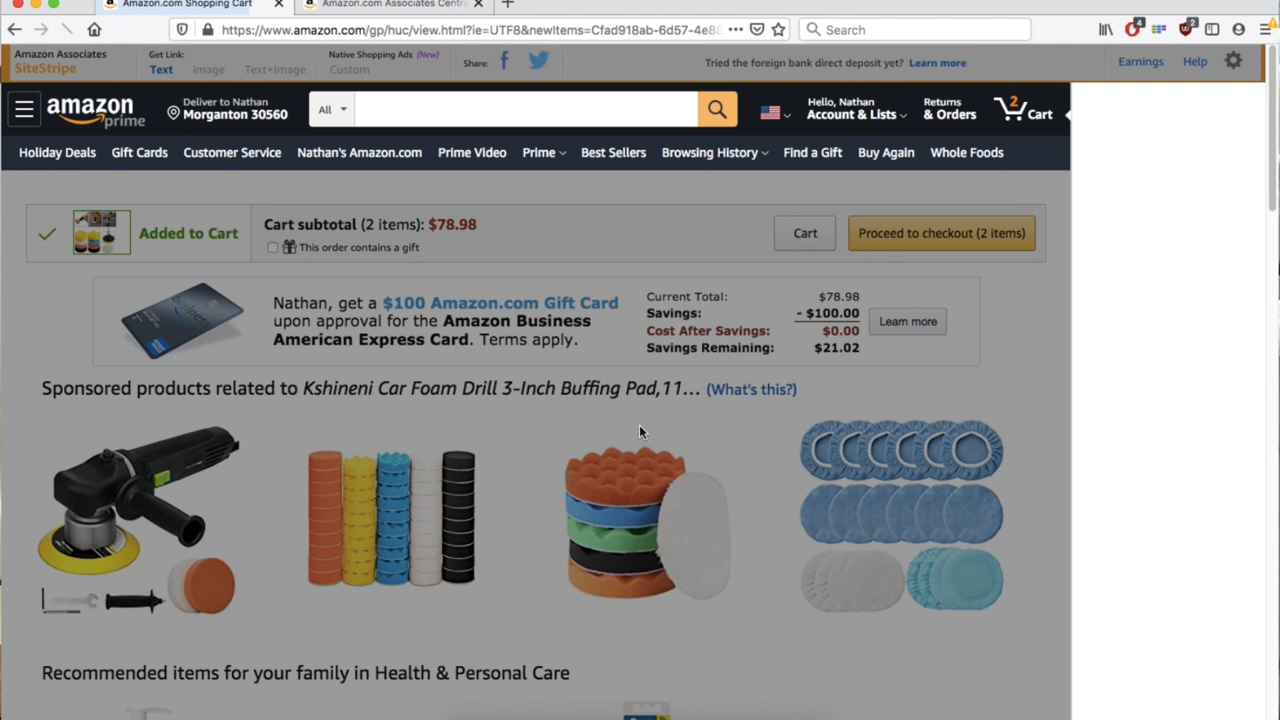 Amazon.com Shopping Cart
Amazon.com Associates Centra
https://www.amazon.com/gp/huc/view.html?ie=UTF8&newItems=Cfad918ab-6d57-4e88
Search
4
2
Amazon Associates
SiteStripe
Get Link:
Text Image Text+Image
Native Shopping Ads (New)
Custom
Share:
Tried the foreign bank direct deposit yet? Learn more
Earnings
Help
amazon
prime
Deliver to Nathan
Morganton 30560
All
Hello, Nathan
Account & Lists
Returns
& Orders
2
Cart
Holiday Deals Gift Cards Customer Service Nathan's Amazon.com Prime Video Prime Best Sellers Browsing History Find a Gift Buy Again Whole Foods
Added to Cart
Cart subtotal (2 items): $78.98
This order contains a gift
Cart
Proceed to checkout (2 items)
Nathan, get a $100 Amazon.com Gift Card
upon approval for the Amazon Business
American Express Card. Terms apply.
Current Total: $78.98
Savings: - $100.00
Cost After Savings: $0.00
Savings Remaining: $21.02
Learn more
Sponsored products related to Kshineni Car Foam Drill 3-Inch Buffing Pad,11... (What's this?)
Recommended items for your family in Health & Personal Care